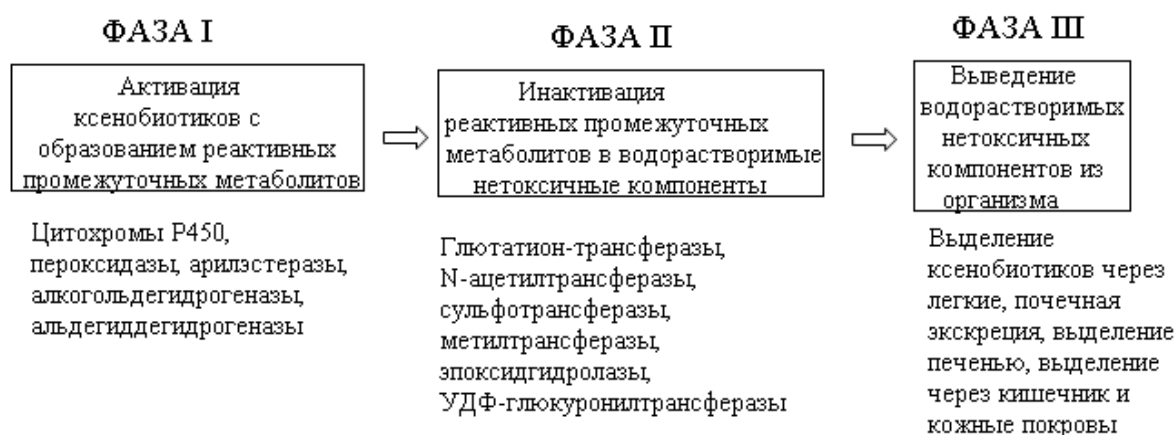 ФАЗА I
Активация
ксенобиотиков с
образованием реактивных
промежуточных метаболитов
Цитохромы P450,
пероксидазы, арилэстеразы,
алкогольдегидрогеназы,
альдегиддегидрогеназы
ФАЗА II
Инактивация
реактивных промежуточных
метаболитов в водорастворимые
нетоксичные компоненты
Глютатион-трансферазы,
N-ацетилтрансферазы,
сульфотрансферазы,
метилтрансферазы,
эпоксидгидролазы,
УДФ-глюкуронилтрансферазы
ФАЗА III
Выведение
водорастворимых
нетоксичных
компонентов из
организма
Выделение
ксенобиотиков через
легкие, почечная
экскреция, выделение
печенью, выделение
через кишечник и
кожные покровы